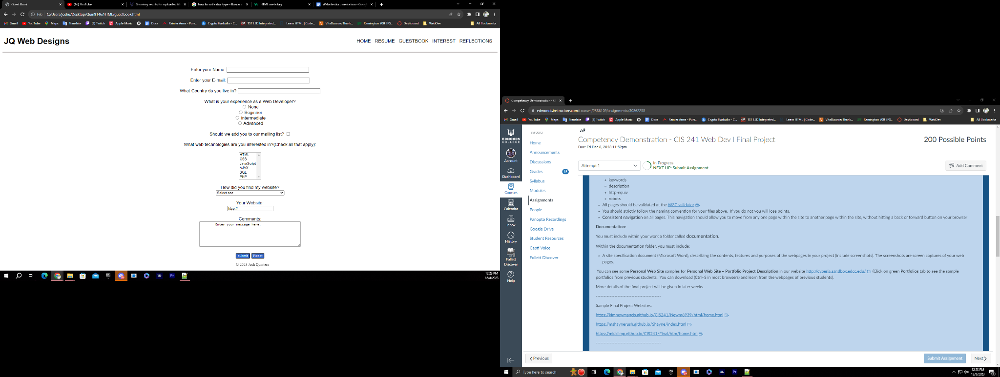 Guest Book
(16) YouTube
Showing results for uploaded fi
how to wrtie doc type - Buscar
HTML meta tag
Website documentation - Goog
File C:/Users/joshu/Desktop/Quin9146/HTML/guestbook.html
Gmail YouTube Maps Translate (3) Twitch Apple Music Docs Rainier Arms - Purs... Crypto Hasbulla - C... TST LED Integrated... Learn HTML | Code... VitalSource: Thank... Remington 700 SPS... Dashboard WebDev All Bookmarks
JQ Web Designs
HOME RESUME GUESTBOOK INTEREST REFLECTIONS
Enter your Name:
Enter your E-mail:
What Country do you live in?
What is your experience as a Web Developer?
None
Beginner
intermediate
Advanced
Should we add you to our mailing list?
What web technologies are you interested in?(Check all that apply):
HTML
CSS
JavaScript
AJAX
SQL
PHP
How did you find my website?
Select one
Your Website:
htpp://
Comments:
Enter your message here.
submit Reset
© 2023 Josh Quintero
12:23 PM
12/8/2023
Competency Demonstration - C
edmonds.instructure.com/courses/2386109/assignments/30862238
Gmail YouTube Maps Translate (3) Twitch Apple Music Docs Rainier Arms - Purs... Crypto Hasbulla - C... TST LED Integrated... Learn HTML | Code... VitalSource: Thank... Remington 700 SPS... Dashboard WebDev All Bookmarks
EDMONDS
COLLEGE
Account
Dashboard
Courses
Calendar
Inbox
History
Follett
Discover
Help
Fall 2023
Home
Announcements
Discussions
Grades 19
Syllabus
Modules
Assignments
People
Panopto Recordings
Google Drive
Student Resources
Capti Voice
Follett Discover
Competency Demonstration - CIS 241 Web Dev I Final Project
200 Possible Points
Due: Fri Dec 8, 2023 11:59pm
Attempt 1
In Progress
NEXT UP: Submit Assignment
Add Comment
keywords
description
http-equiv
robots
All pages should be validated at the W3C validator
You should strictly follow the naming convention for your files above. If you do not you will lose points.
Consistent navigation on all pages. This navigation should allow you to move from any one page within the site to another page within the site, without hitting a back or forward button on your browser
Documentation:
You must include within your work a folder called documentation.
Within the documentation folder, you must include:
A site specification document (Microsoft Word), describing the contents, features and purposes of the webpages in your project (include screenshots). The screenshots are screen captures of your web
pages.
You can see some Personal Web Site samples for Personal Web Site – Portfolio Project Description in our website http://cyberia.sandbox.edcc.edu/ (Click on green Portfolios tab to see the sample
portfolios from previous students. You can download (Ctrl+S in most browsers) and learn from the webpages of previous students).
More details of the final project will be given in later weeks.
-----------------------------------------
Sample Final Project Websites:
https://kimnewmancis.github.io/CIS241/Newm6939/html/home.html
https://mshaynerush.github.io/Shayne/index.html
https://mickilmp.github.io/CIS241/Final/htm/home.htm
-----------------------------------------
Previous
Submit Assignment
Next
Type here to search
12:23 PM
12/8/2023